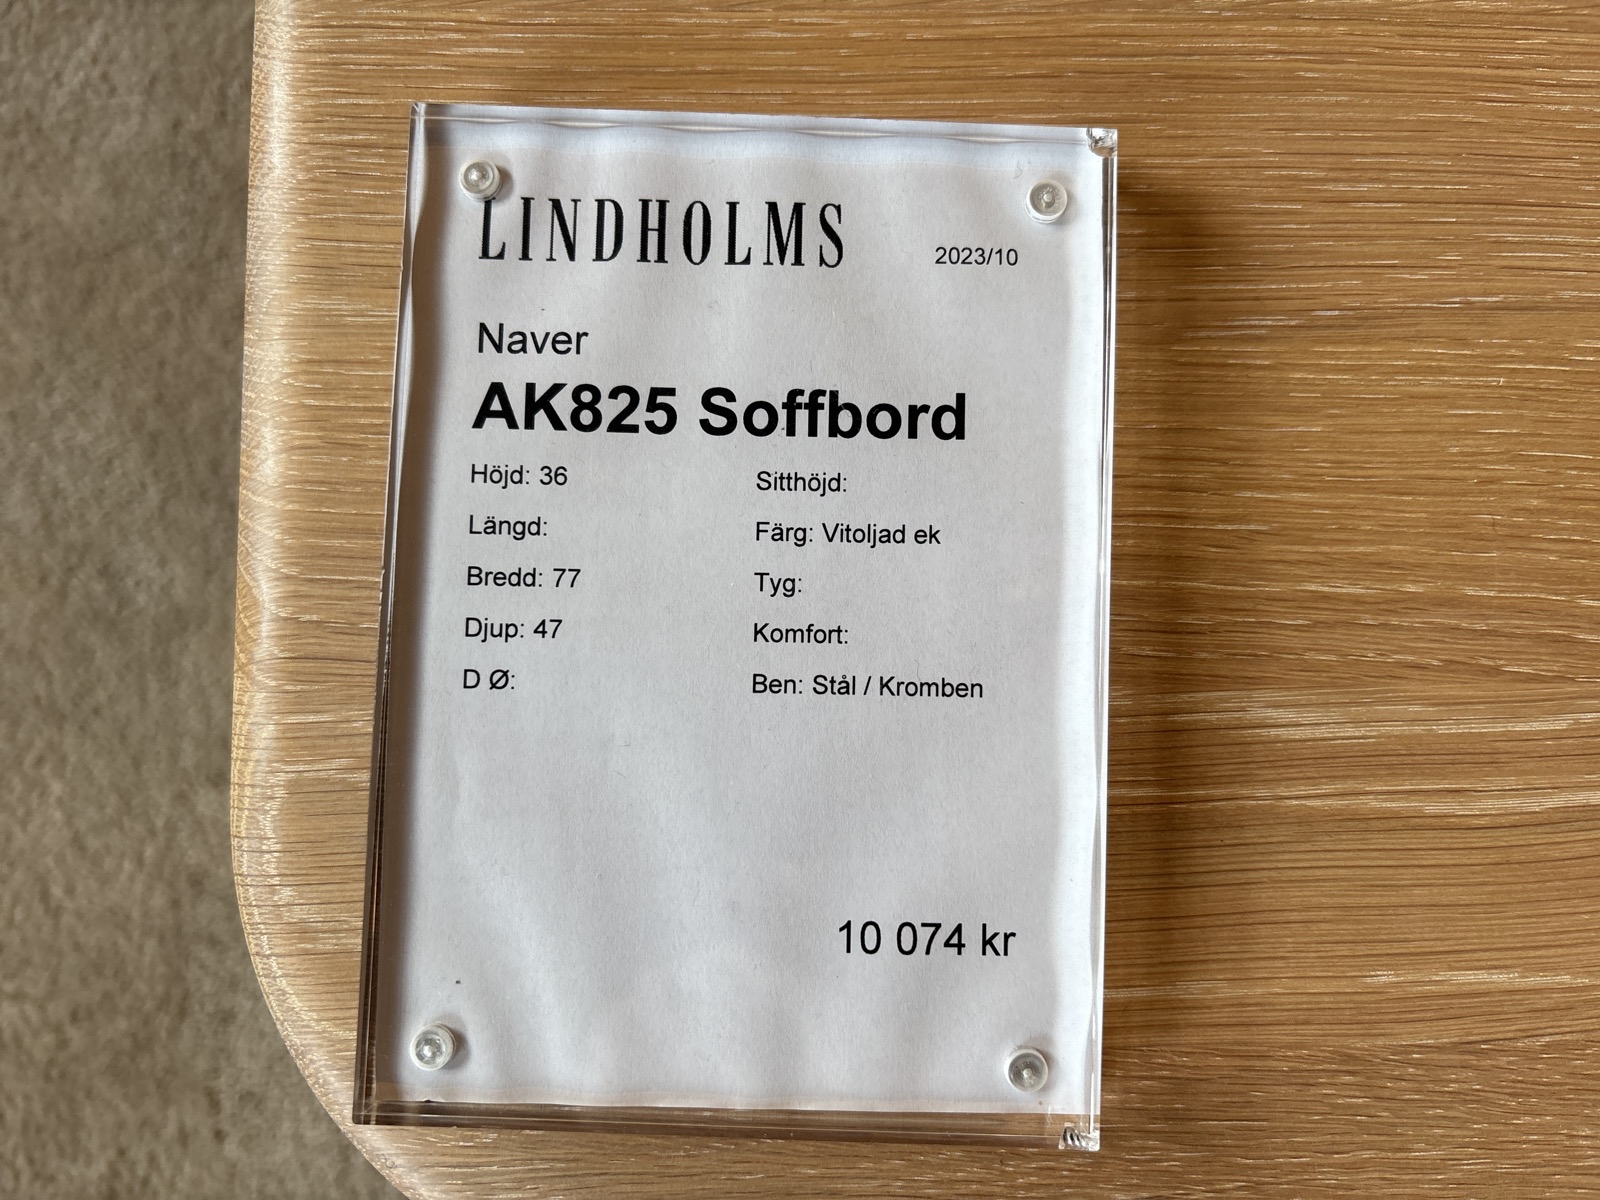 LINDHOLMS
2023/10
Naver
AK825 Soffbord
Höjd: 36
Längd:
Bredd: 77
Djup: 47
D Ø:
Sitthöjd:
Färg: Vitoljad ek
Tyg:
Komfort:
Ben: Stål / Kromben
10 074 kr